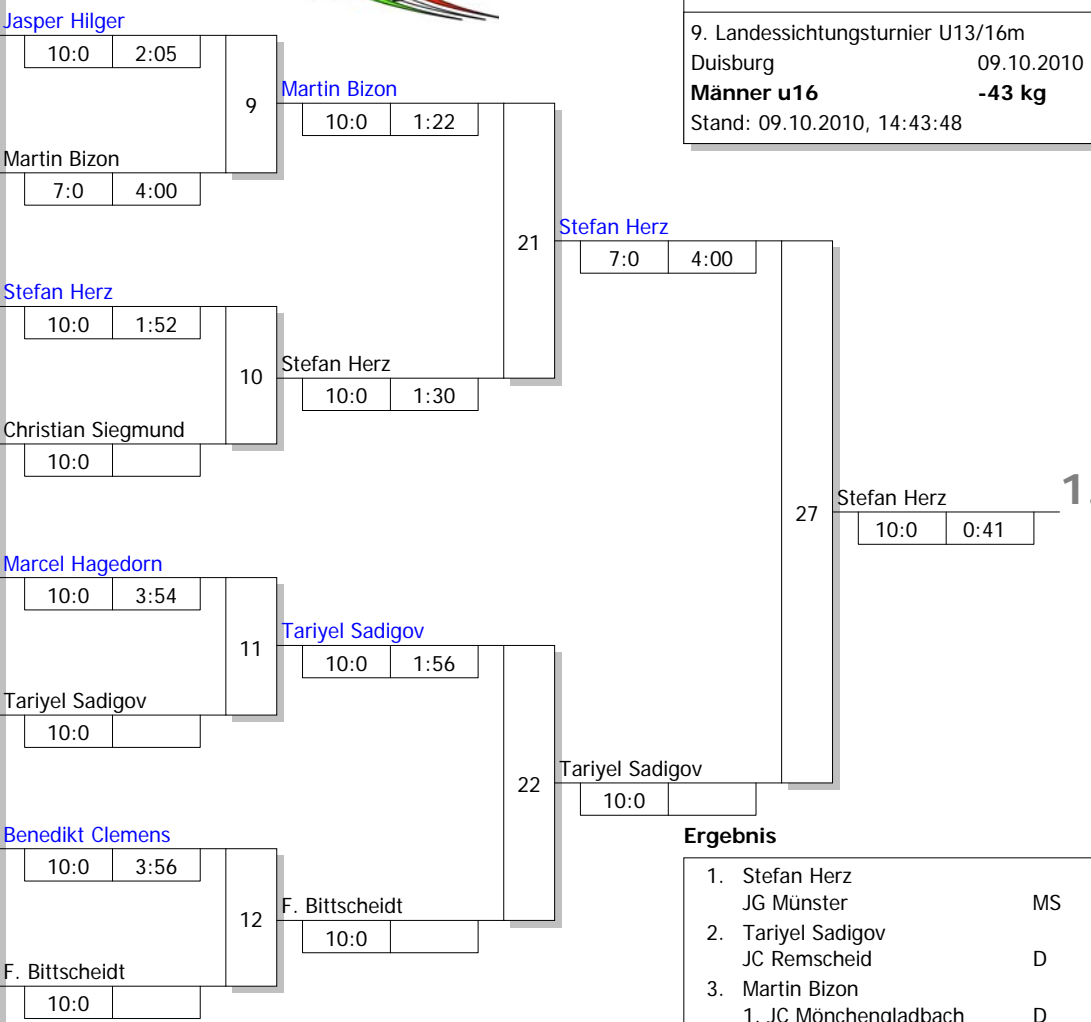 Jasper Hilger
10:0 2:05
9
Martin Bizon
10:0 1:22
Martin Bizon
7:0 4:00
9. Landessichtungsturnier U13/16m
Duisburg 09.10.2010
Männer u16 -43 kg
Stand: 09.10.2010, 14:43:48
21
Stefan Herz
7:0 4:00
Stefan Herz
10:0 1:52
10
Stefan Herz
10:0 1:30
Christian Siegmund
10:0
27
Stefan Herz
10:0 0:41
1.
Marcel Hagedorn
10:0 3:54
11
Tariyel Sadigov
10:0 1:56
Tariyel Sadigov
10:0
22
Tariyel Sadigov
10:0
Benedikt Clemens
10:0 3:56
12
F. Bittscheidt
10:0
F. Bittscheidt
10:0
Ergebnis
1. Stefan Herz
JG Münster MS
2. Tariyel Sadigov
JC Remscheid D
3. Martin Bizon
1. JC Mönchengladbach D